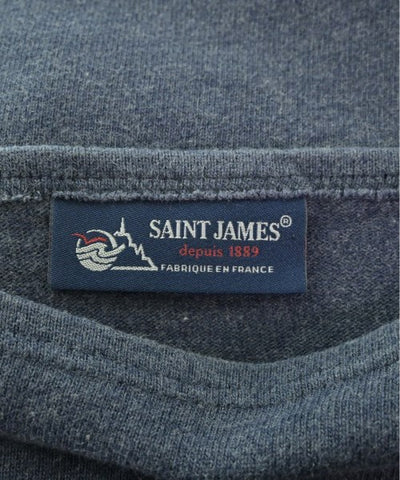 SAINT JAMES®
depuis 1889
FABRIQUE EN FRANCE